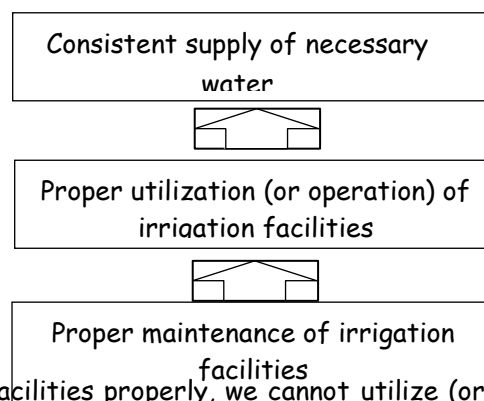 Consistent supply of necessary
water
Proper utilization (or operation) of
irrigation facilities
Proper maintenance of irrigation
facilities
facilities properly, we cannot utilize (or